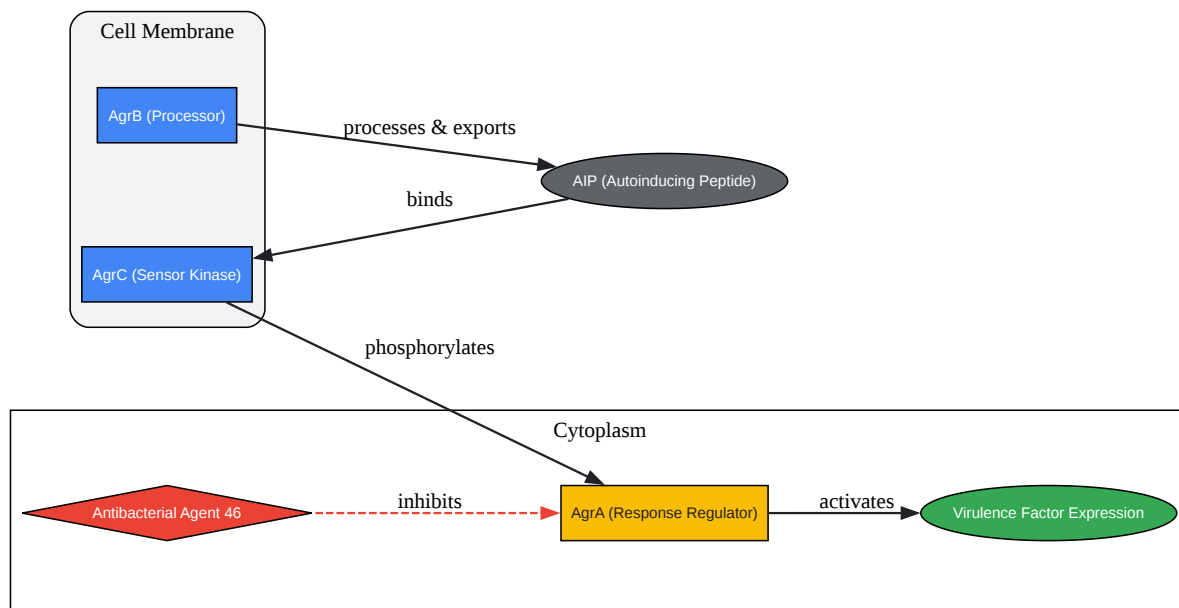 Cell Membrane
AgrB (Processor)
processes & exports
AIP (Autoinducing Peptide)
binds
AgrC (Sensor Kinase)
phosphorylates
Cytoplasm
Antibacterial Agent 46
inhibits
AgrA (Response Regulator)
activates
Virulence Factor Expression